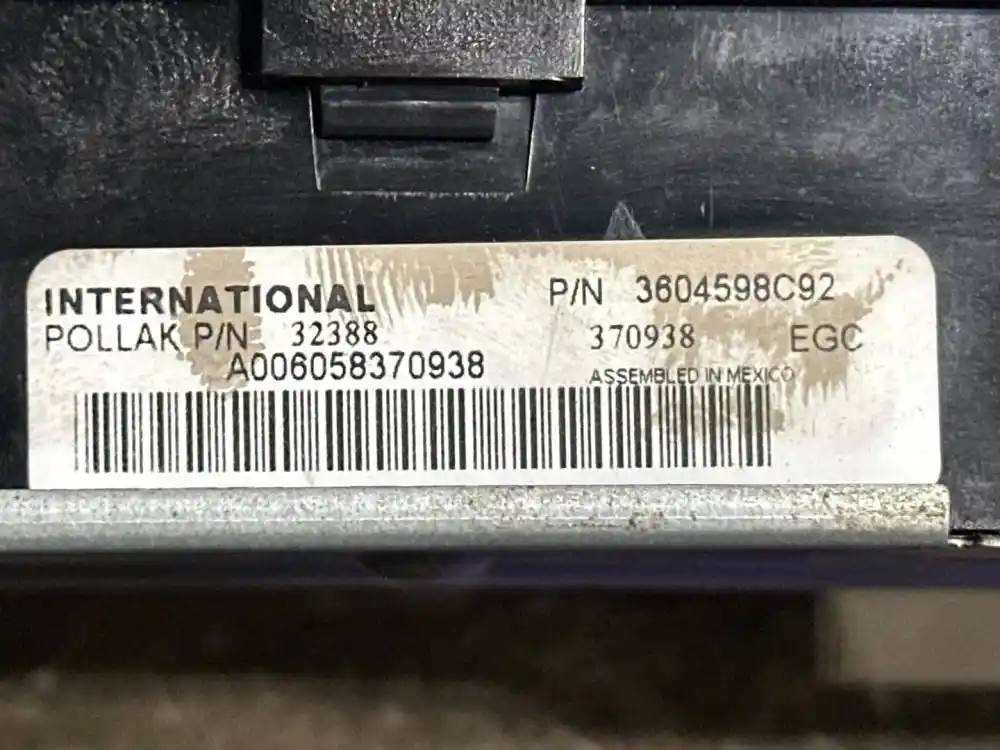 INTERNATIONAL P/N 3604598C92
POLLAK P/N 32388 370938 EGC
A006058370938 ASSEMBLED IN MEXICO